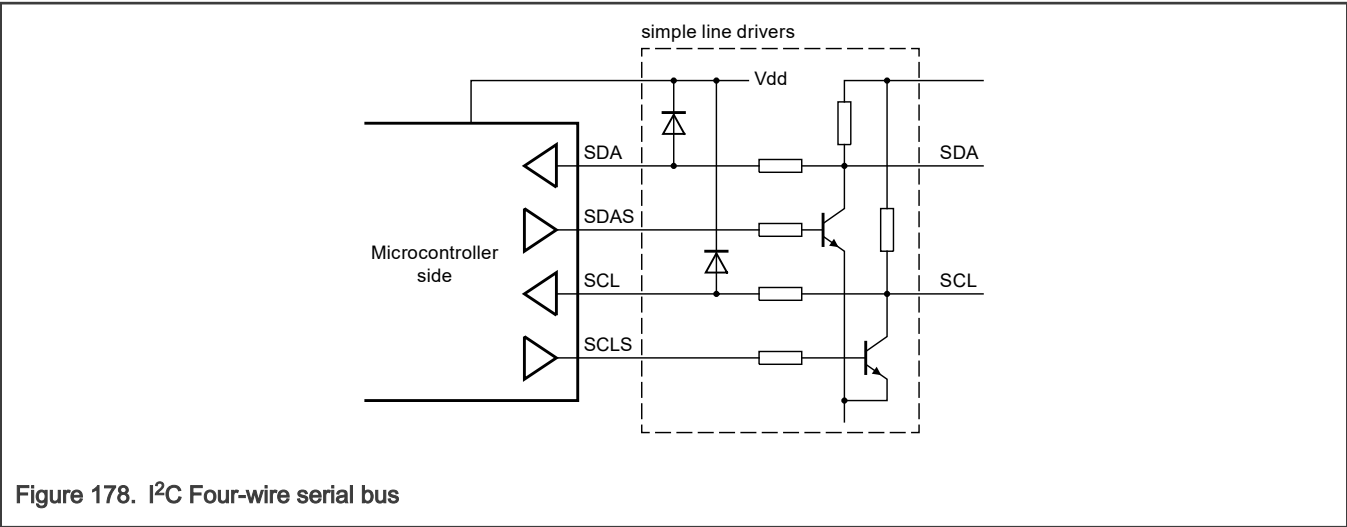 simple line drivers
Vdd
SDA
SDA
SDAS
Microcontroller
side
SCL
SCL
SCLS
Figure 178. I²C Four-wire serial bus